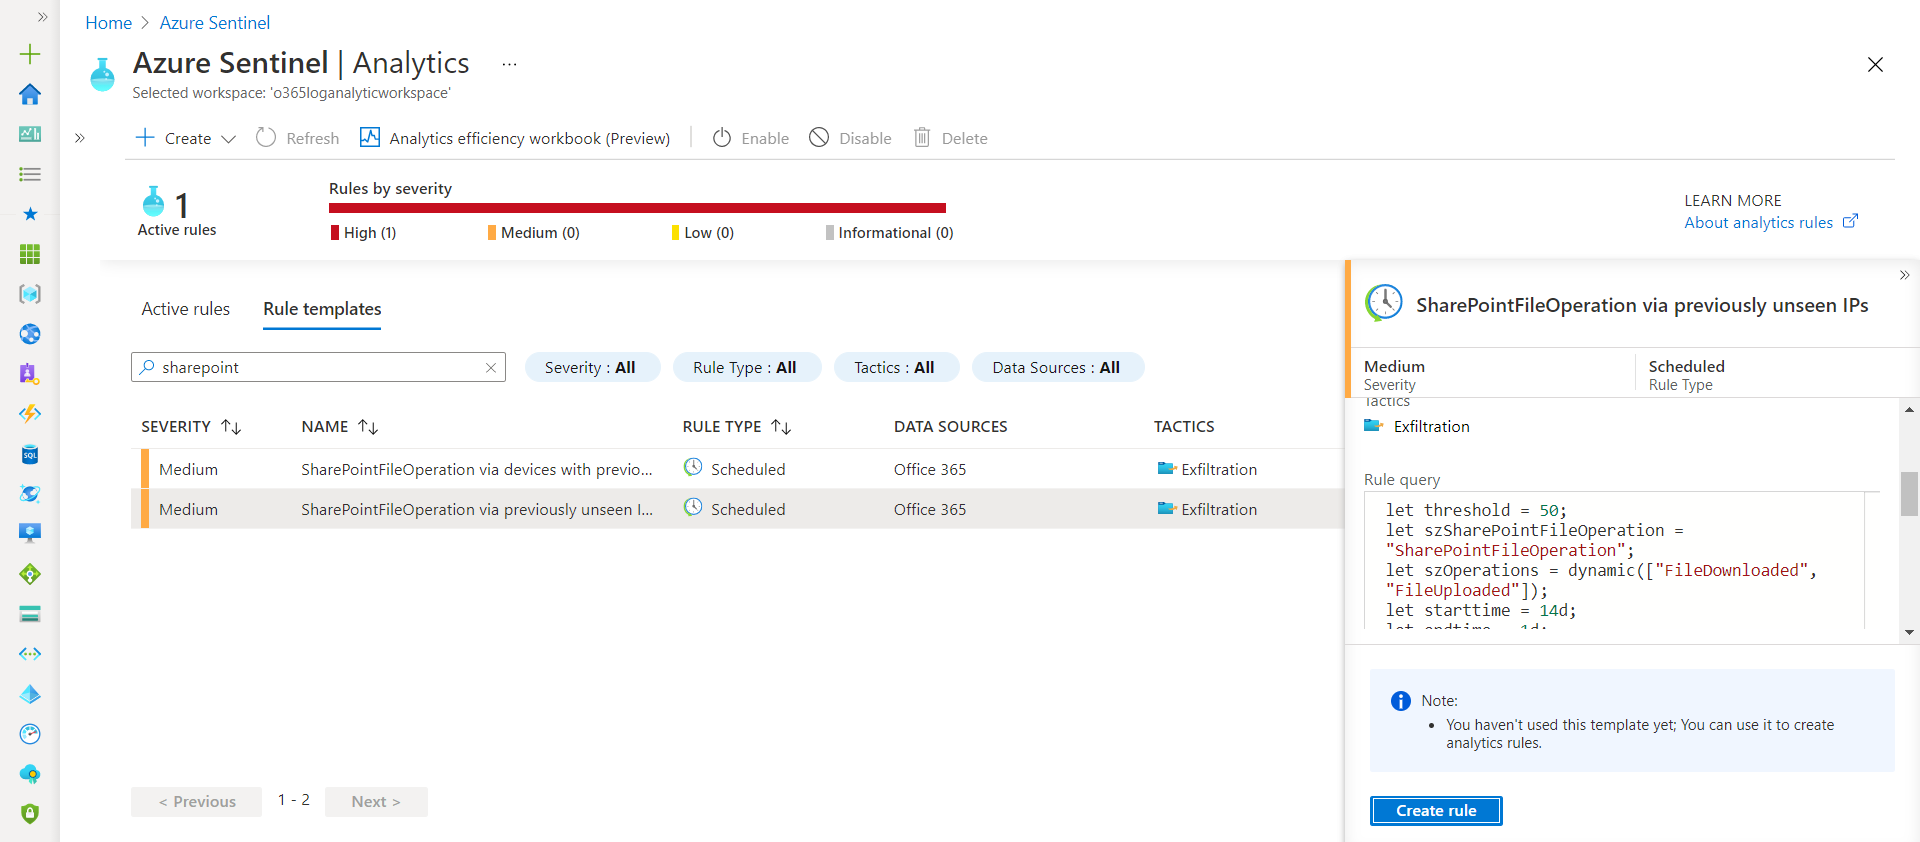 Home > Azure Sentinel
Azure Sentinel | Analytics ...
Selected workspace: 'o365loganalyticworkspace'
Create Refresh Analytics efficiency workbook (Preview) Enable Disable Delete
1
Active rules
Rules by severity
High (1) Medium (0) Low (0) Informational (0)
LEARN MORE
About analytics rules
Active rules Rule templates
sharepoint
Severity : All Rule Type : All Tactics : All Data Sources : All
SEVERITY NAME RULE TYPE DATA SOURCES TACTICS
Medium SharePointFileOperation via devices with previo... Scheduled Office 365 Exfiltration
Medium SharePointFileOperation via previously unseen I... Scheduled Office 365 Exfiltration
< Previous 1 - 2 Next >
SharePointFileOperation via previously unseen IPs
Medium Scheduled
Severity Rule Type
Tactics
Exfiltration
Rule query
let threshold = 50;
let szSharePointFileOperation =
"SharePointFileOperation";
let szOperations = dynamic(["FileDownloaded",
"FileUploaded"]);
let starttime = 14d;
let endtime = 1d;
Note:
• You haven't used this template yet; You can use it to create
analytics rules.
Create rule
SQL